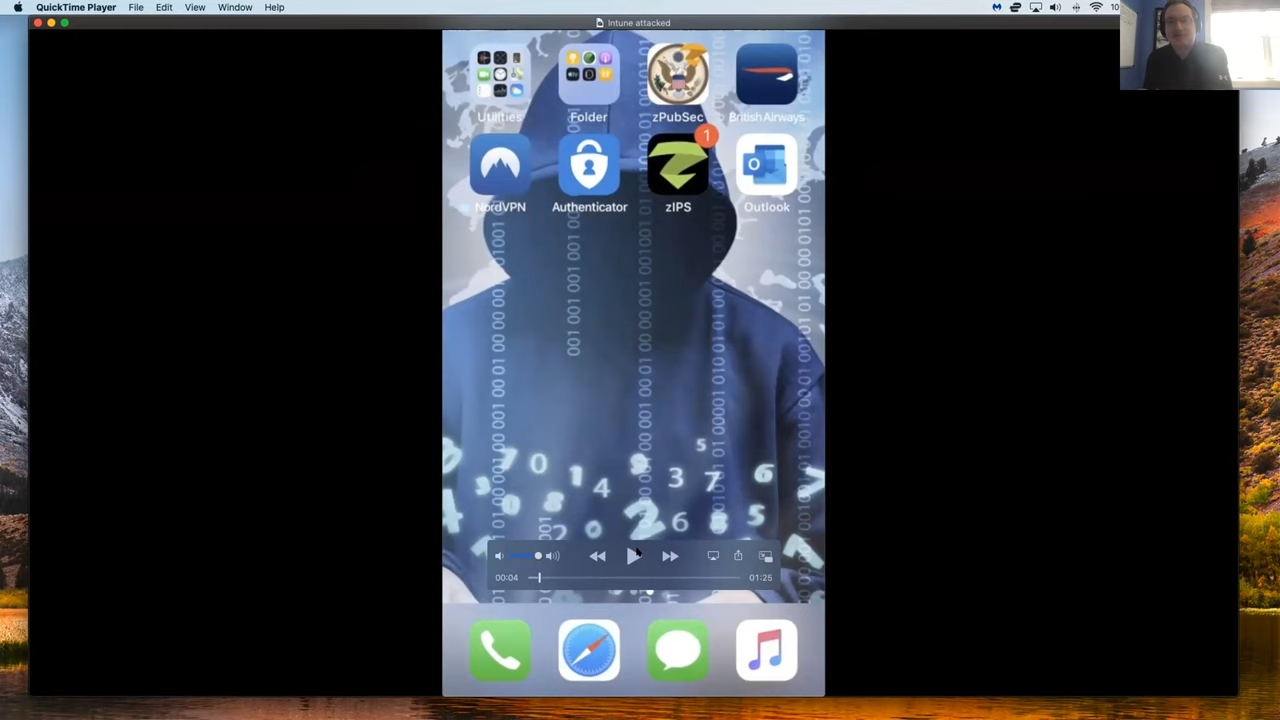 QuickTime Player File Edit View Window Help
10
Intune attacked
Utilities Folder zPubSec British Airways
1
O
NordVPN Authenticator zIPS Outlook
00:04 01:25